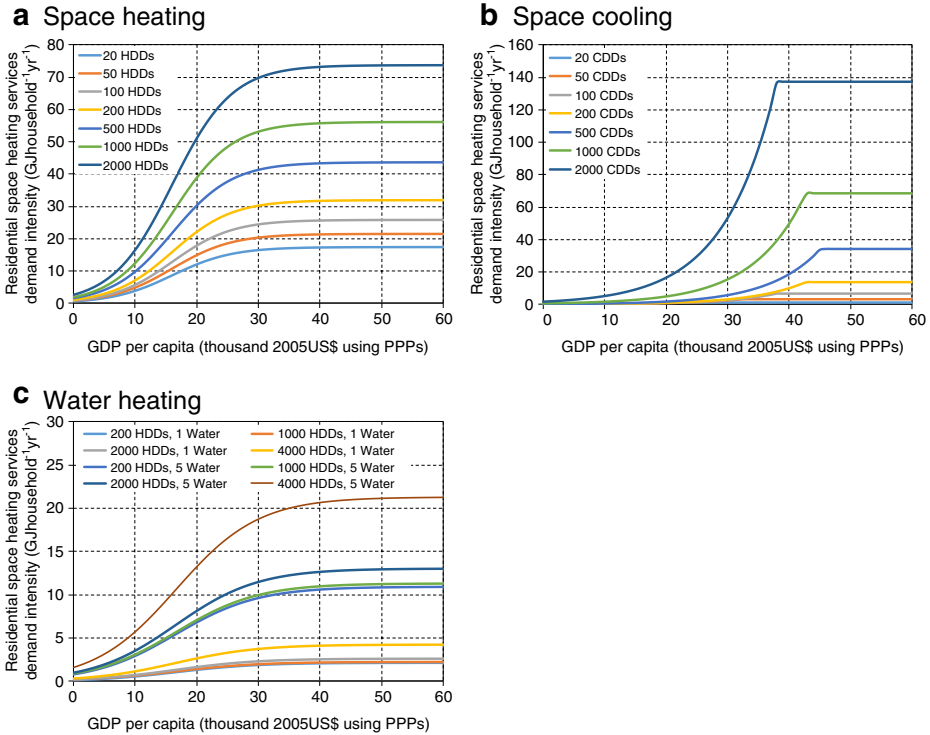 a Space heating
Residential space heating services
demand intensity (GJhousehold-1yr-1)
80
70
60
50
40
30
20
10
0
20 HDDs
50 HDDs
100 HDDs
200 HDDs
500 HDDs
1000 HDDs
2000 HDDs
0 10 20 30 40 50 60
GDP per capita (thousand 2005US$ using PPPs)
b Space cooling
Residential space heating services
demand intensity (GJhousehold-1yr-1)
160
140
120
100
80
60
40
20
0
20 CDDs
50 CDDs
100 CDDs
200 CDDs
500 CDDs
1000 CDDs
2000 CDDs
0 10 20 30 40 50 60
GDP per capita (thousand 2005US$ using PPPs)
c Water heating
Residential space heating services
demand intensity (GJhousehold-1yr-1)
30
25
20
15
10
5
0
200 HDDs, 1 Water 1000 HDDs, 1 Water
2000 HDDs, 1 Water 4000 HDDs, 1 Water
200 HDDs, 5 Water 1000 HDDs, 5 Water
2000 HDDs, 5 Water 4000 HDDs, 5 Water
0 10 20 30 40 50 60
GDP per capita (thousand 2005US$ using PPPs)